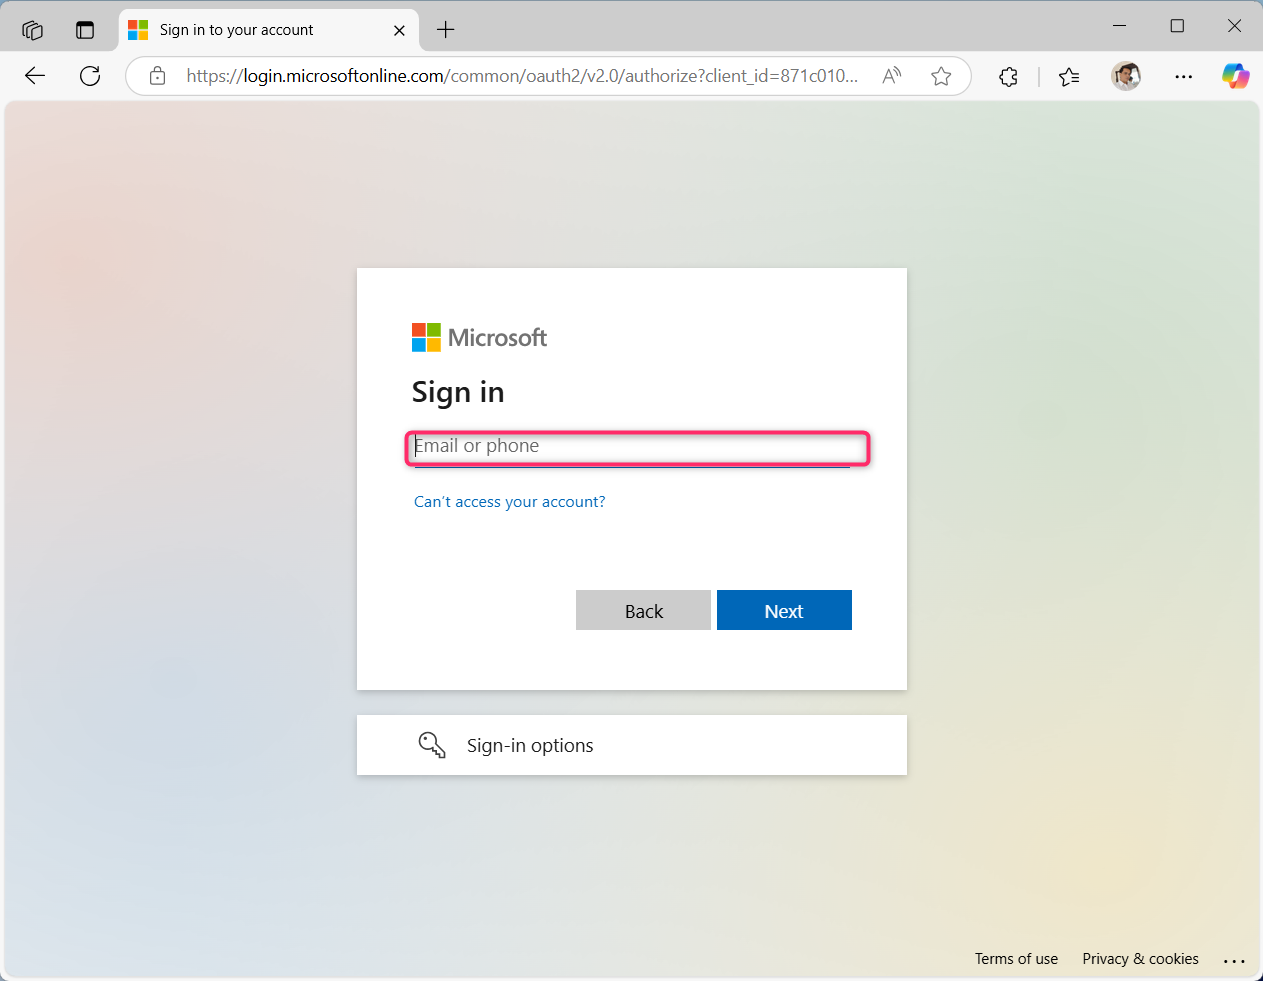 Sign in to your account
https://login.microsoftonline.com/common/oauth2/v2.0/authorize?client_id=871c010...
Microsoft
Sign in
Email or phone
Can't access your account?
Back Next
Sign-in options
Terms of use Privacy & cookies ...